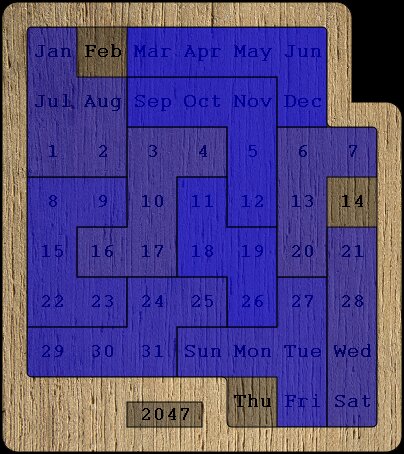 Jan Feb Mar Apr May Jun
Jul Aug Sep Oct Nov Dec
1 2 3 4 5 6 7
8 9 10 11 12 13 14
15 16 17 18 19 20 21
22 23 24 25 26 27 28
29 30 31 Sun Mon Tue Wed
2047 Thu Fri Sat